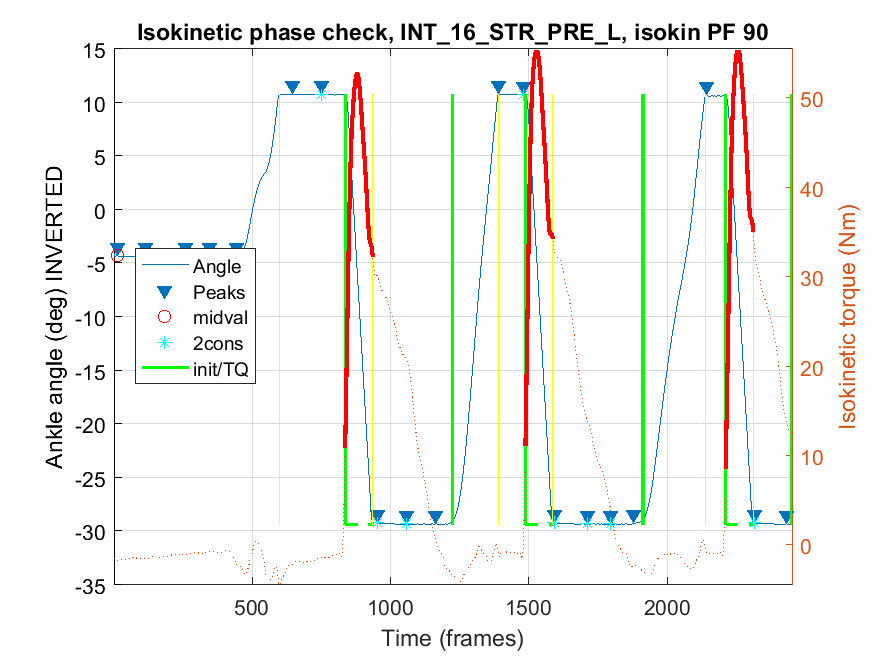 Isokinetic phase check, INT_16_STR_PRE_L, isokin PF 90
Ankle angle (deg) INVERTED
15
10
5
0
-5
-10
-15
-20
-25
-30
-35
Angle
Peaks
midval
2cons
init/TQ
50
40
30
20
10
0
Isokinetic torque (Nm)
500
1000
1500
2000
Time (frames)